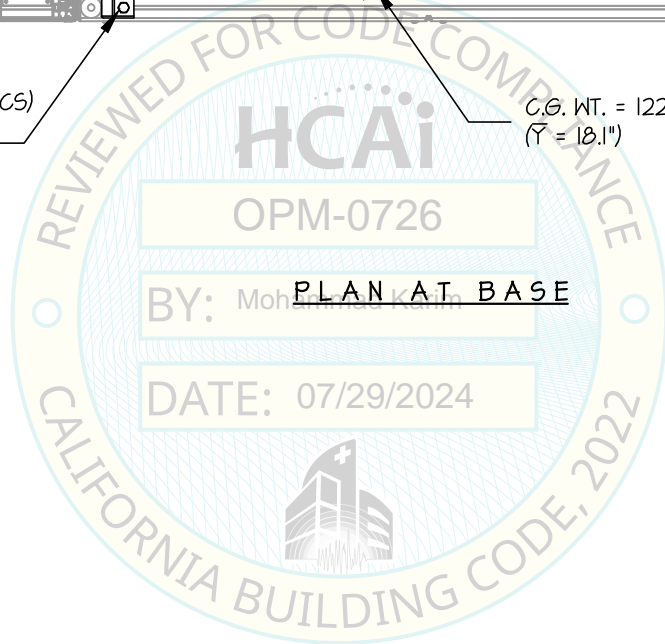 CS)
C.G. WT. = 122
(Y̅ = 18.1")
REVIEWED FOR CODE COMPLIANCE
HCAi
OPM-0726
PLAN AT BASE
BY: Mohammad Karim
DATE: 07/29/2024
CALIFORNIA BUILDING CODE, 2022